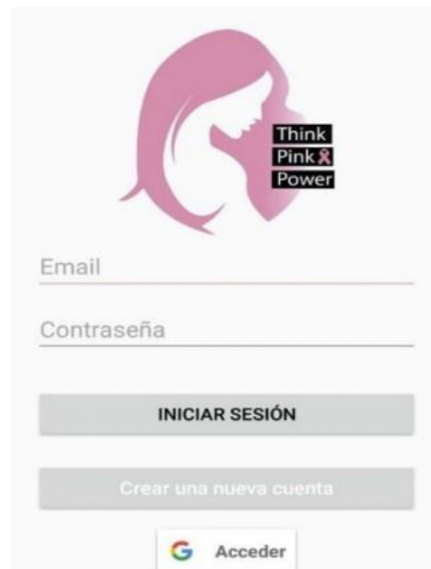 Think
Pink
Power
Email
Contraseña
INICIAR SESIÓN
Crear una nueva cuenta
G Acceder